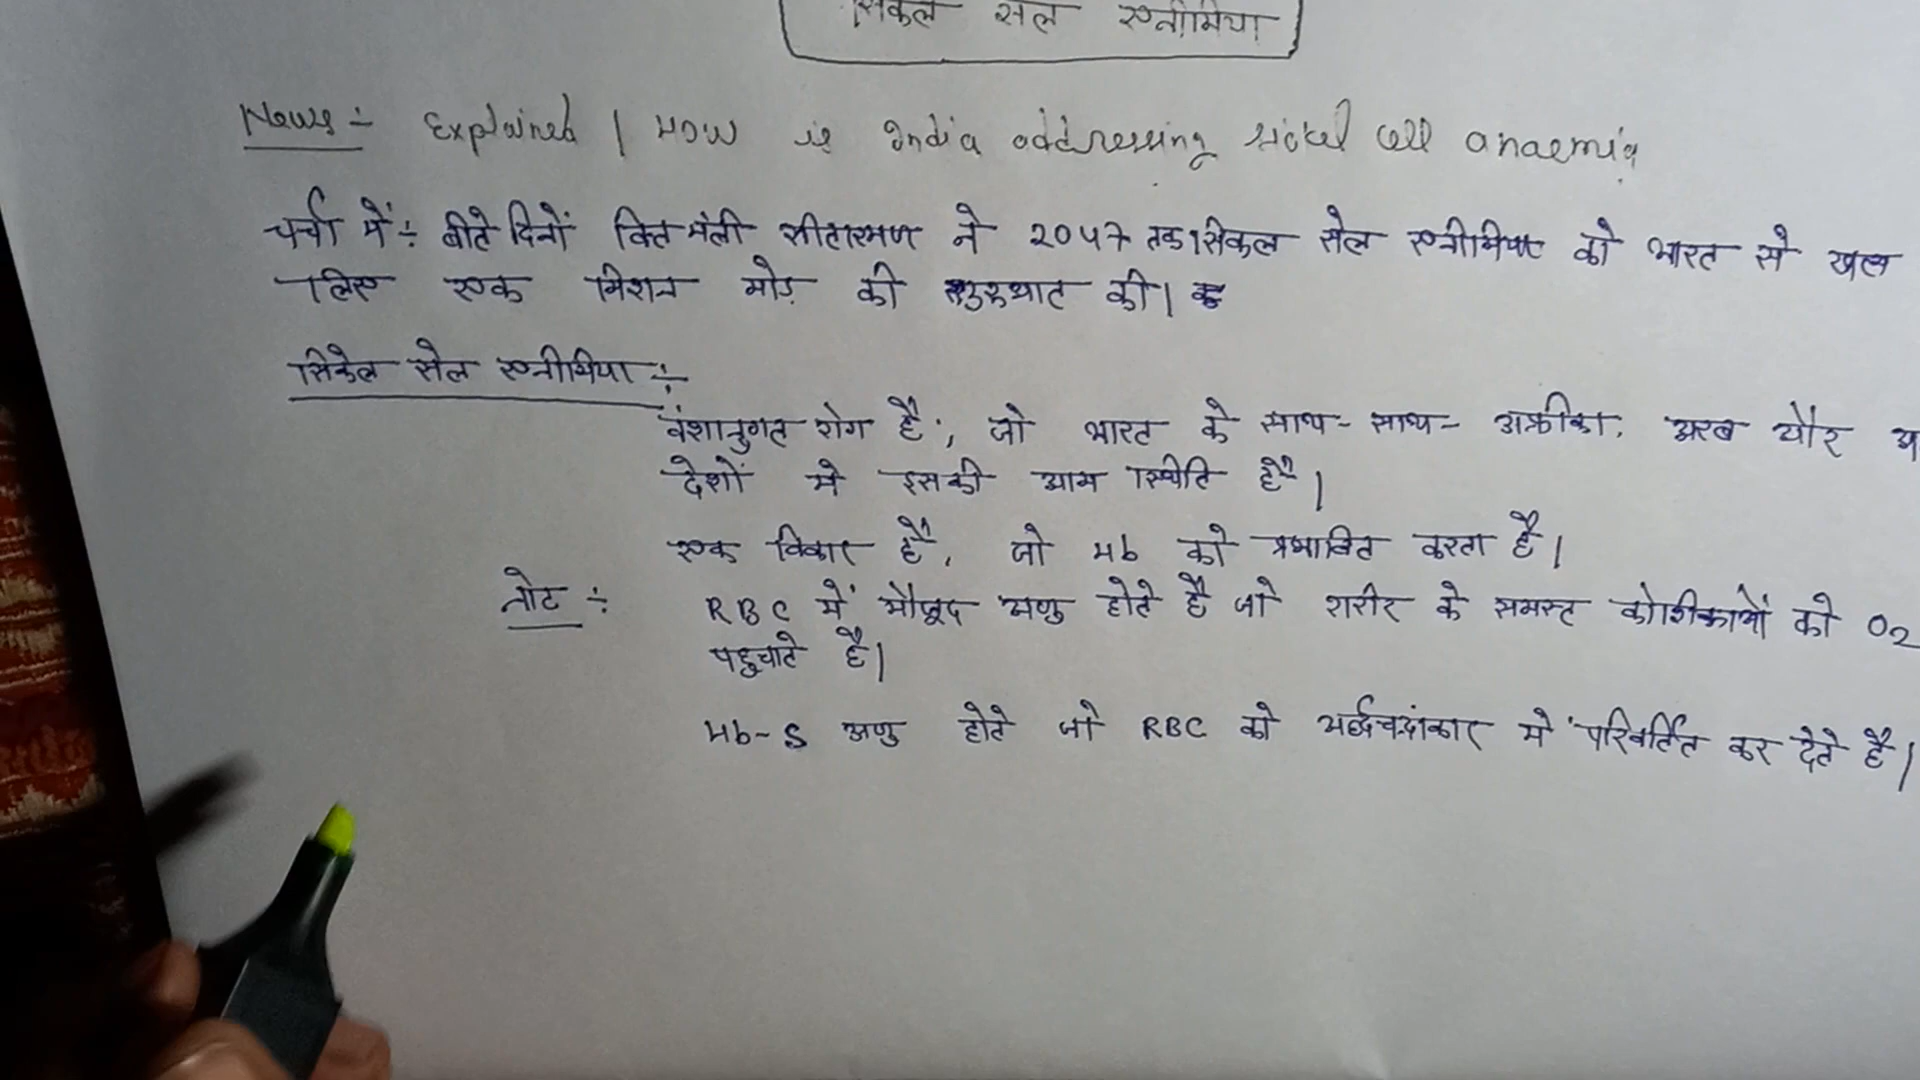 सिकल सेल एनीमिया
News:- Explained | How is India addressing sickel cell anaemia
चर्चा में:- बीते दिनों वित मंत्री सीतारमण ने 2047 तक सिकल सेल एनीमिया को भारत से खत्म
लिए एक मिशन मोड़ की शुरुआत की।
सिकेल सेल एनीमिया:-
वंशानुगत रोग है, जो भारत के साथ-साथ- अफ्रीका, अरब और
देशों मे इसकी आम स्थिति है।
एक विकार है, जो Hb को प्रभावित करता है।
नोट:- RBC में मौजूद अणु होते है जो शरीर के समस्त कोशिकाओं को O2
पहुचाते है।
Hb-S अणु होते जो RBC को अर्द्धचद्रांकार मे परिवर्तित कर देते है।